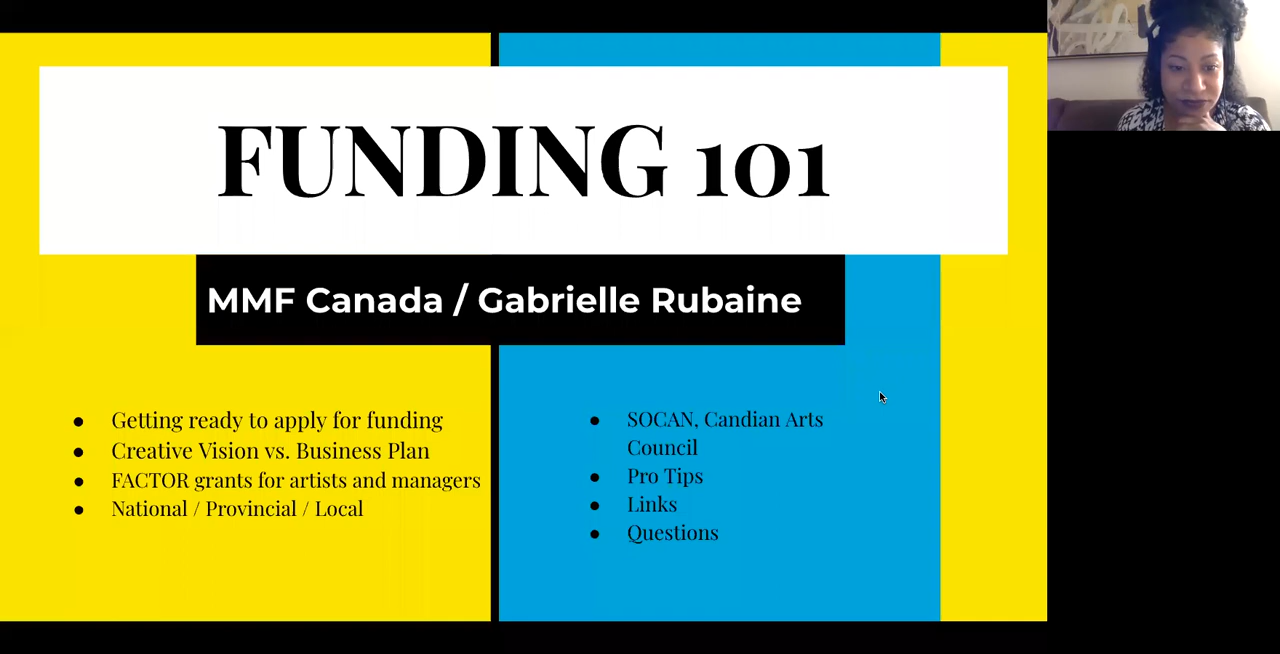 FUNDING 101
MMF Canada / Gabrielle Rubaine
● Getting ready to apply for funding
● Creative Vision vs. Business Plan
● FACTOR grants for artists and managers
● National / Provincial / Local
● SOCAN, Candian Arts
Council
● Pro Tips
● Links
● Questions